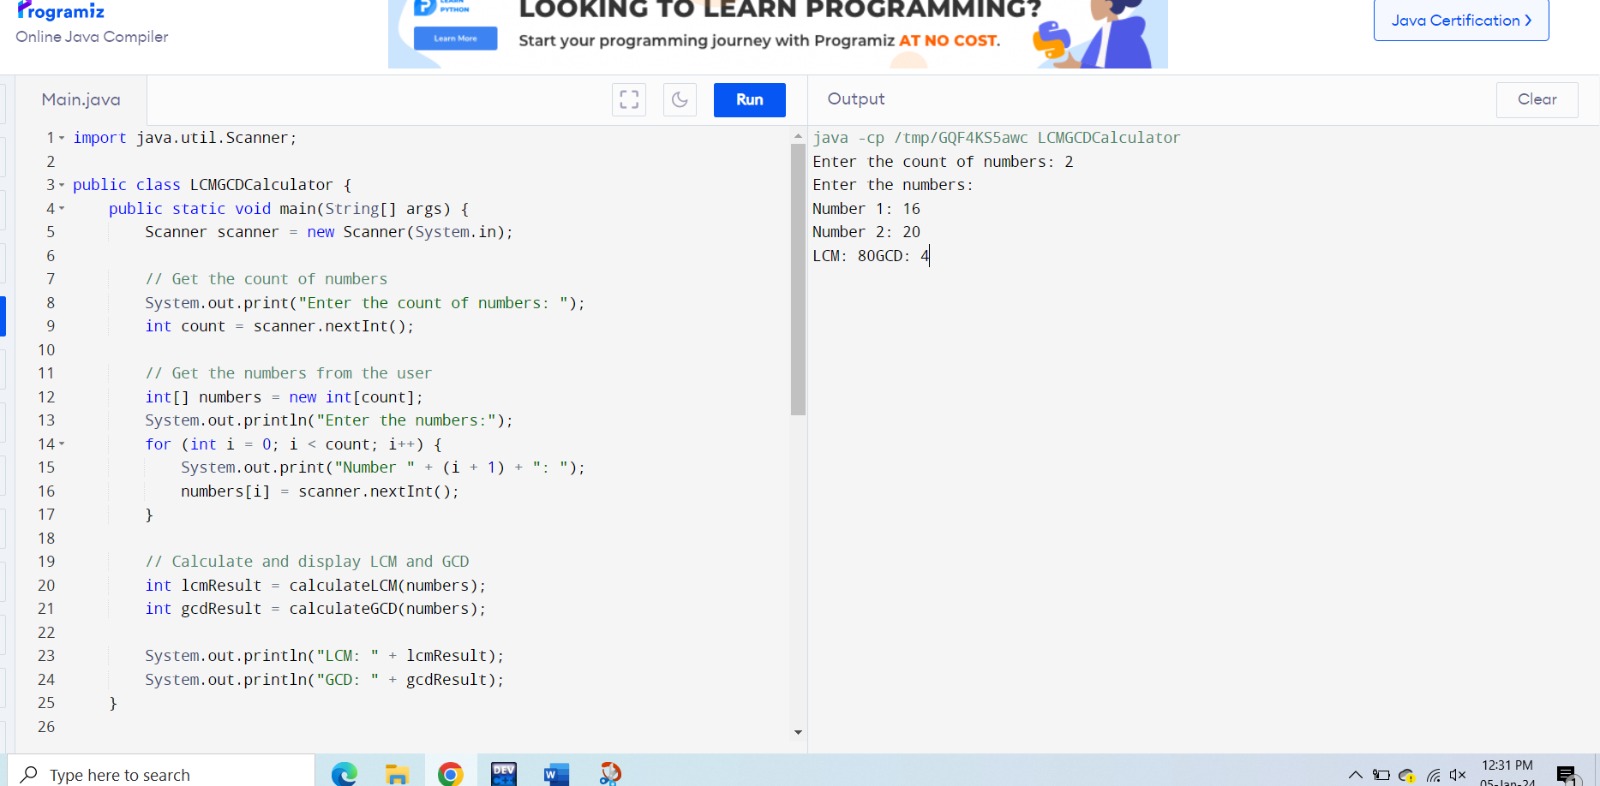 Programiz
Online Java Compiler
LEARN
PYTHON
Learn More
LOOKING TO LEARN PROGRAMMING?
Start your programming journey with Programiz AT NO COST.
Java Certification >
Main.java
Run
Output
Clear
1 import java.util.Scanner;
2
3 public class LCMGCDCalculator {
4 public static void main(String[] args) {
5 Scanner scanner = new Scanner(System.in);
6
7 // Get the count of numbers
8 System.out.print("Enter the count of numbers: ");
9 int count = scanner.nextInt();
10
11 // Get the numbers from the user
12 int[] numbers = new int[count];
13 System.out.println("Enter the numbers:");
14 for (int i = 0; i < count; i++) {
15 System.out.print("Number " + (i + 1) + ": ");
16 numbers[i] = scanner.nextInt();
17 }
18
19 // Calculate and display LCM and GCD
20 int lcmResult = calculateLCM(numbers);
21 int gcdResult = calculateGCD(numbers);
22
23 System.out.println("LCM: " + lcmResult);
24 System.out.println("GCD: " + gcdResult);
25 }
26
java -cp /tmp/GQF4KS5awc LCMGCDCalculator
Enter the count of numbers: 2
Enter the numbers:
Number 1: 16
Number 2: 20
LCM: 80GCD: 4
Type here to search
DEV
W
12:31 PM
05-Jan-24
1